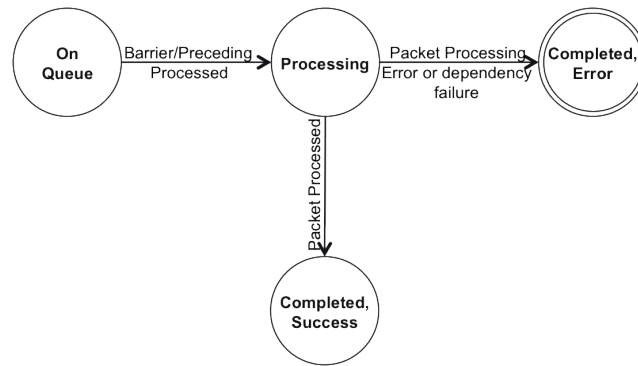 On
Queue
Barrier/Preceding
Processed
Processing
Packet Processing
Error or dependency
failure
Completed,
Error
Packet Processed
Completed,
Success